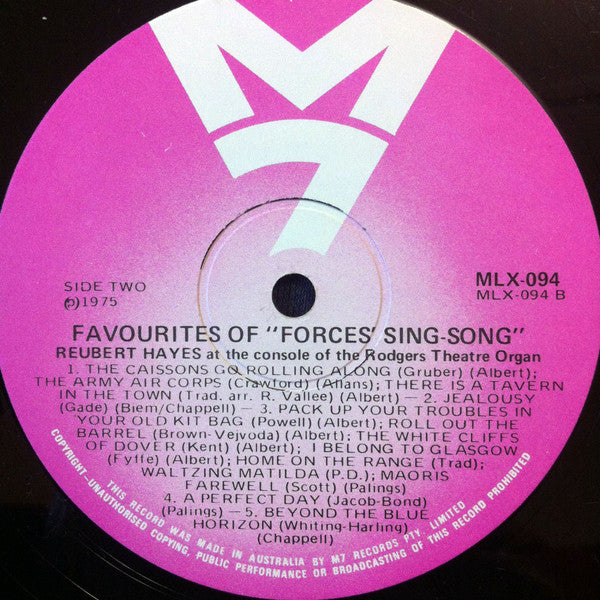 M
7
SIDE TWO
℗1975
MLX-094
MLX-094 B
FAVOURITES OF "FORCES' SING-SONG"
REUBERT HAYES at the console of the Rodgers Theatre Organ
1. THE CAISSONS GO ROLLING ALONG (Gruber) (Albert);
THE ARMY AIR CORPS (Crawford) (Allans); THERE IS A TAVERN
IN THE TOWN (Trad. arr. R. Vallee) (Albert) — 2. JEALOUSY
(Gade) (Biem/Chappell) — 3. PACK UP YOUR TROUBLES IN
YOUR OLD KIT BAG (Powell) (Albert); ROLL OUT THE
BARREL (Brown-Vejvoda) (Albert); THE WHITE CLIFFS
OF DOVER (Kent) (Albert); I BELONG TO GLASGOW
(Fyffe) (Albert); HOME ON THE RANGE (Trad);
WALTZING MATILDA (P.D.); MAORIS
FAREWELL (Scott) (Palings)
4. A PERFECT DAY (Jacob-Bond)
(Palings) — 5. BEYOND THE BLUE
HORIZON (Whiting-Harling)
(Chappell)
THIS RECORD WAS MADE IN AUSTRALIA BY M7 RECORDS PTY. LIMITED
COPYRIGHT—UNAUTHORISED COPYING, PUBLIC PERFORMANCE OR BROADCASTING OF THIS RECORD PROHIBITED